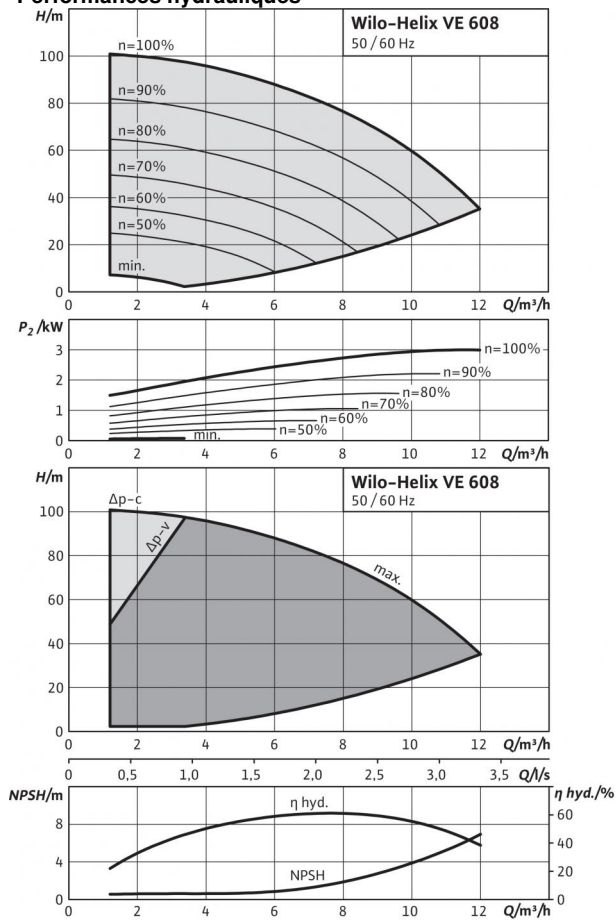 Performances hydrauliques
H/m
Wilo-Helix VE 608
50 / 60 Hz
n=100%
100
n=90%
80
n=80%
60
n=70%
40
n=60%
n=50%
20
min.
0
0 2 4 6 8 10 12 Q/m³/h
P₂/kW
3
n=100%
n=90%
2
n=80%
n=70%
1
n=60%
n=50%
min.
0
0 2 4 6 8 10 12 Q/m³/h
H/m
Wilo-Helix VE 608
50 / 60 Hz
Δp-c
100
Δp-v
80
max.
60
40
20
0
0 2 4 6 8 10 12 Q/m³/h
0 0,5 1,0 1,5 2,0 2,5 3,0 3,5 Q/l/s
NPSH/m
η hyd./%
η hyd.
8
60
40
4
NPSH
20
0
0
0 2 4 6 8 10 12 Q/m³/h